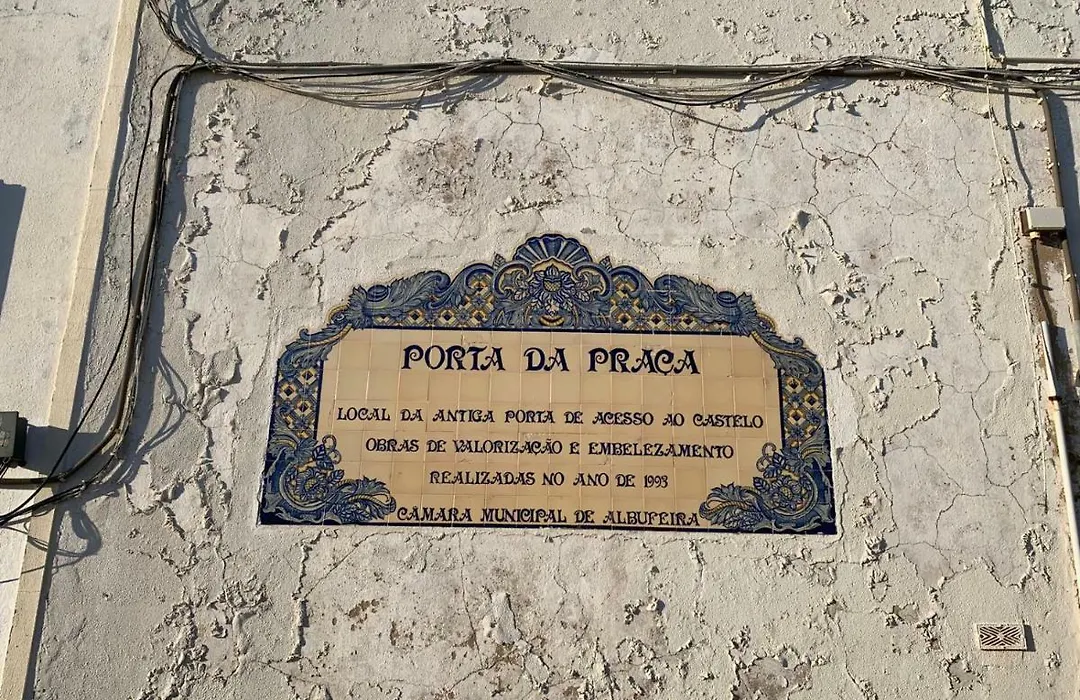 PORTA DA PRAÇA
LOCAL DA ANTIGA PORTA DE ACESSO AO CASTELO
OBRAS DE VALORIZAÇÃO E EMBELEZAMENTO
REALIZADAS NO ANO DE 1993
CÂMARA MUNICIPAL DE ALBUFEIRA